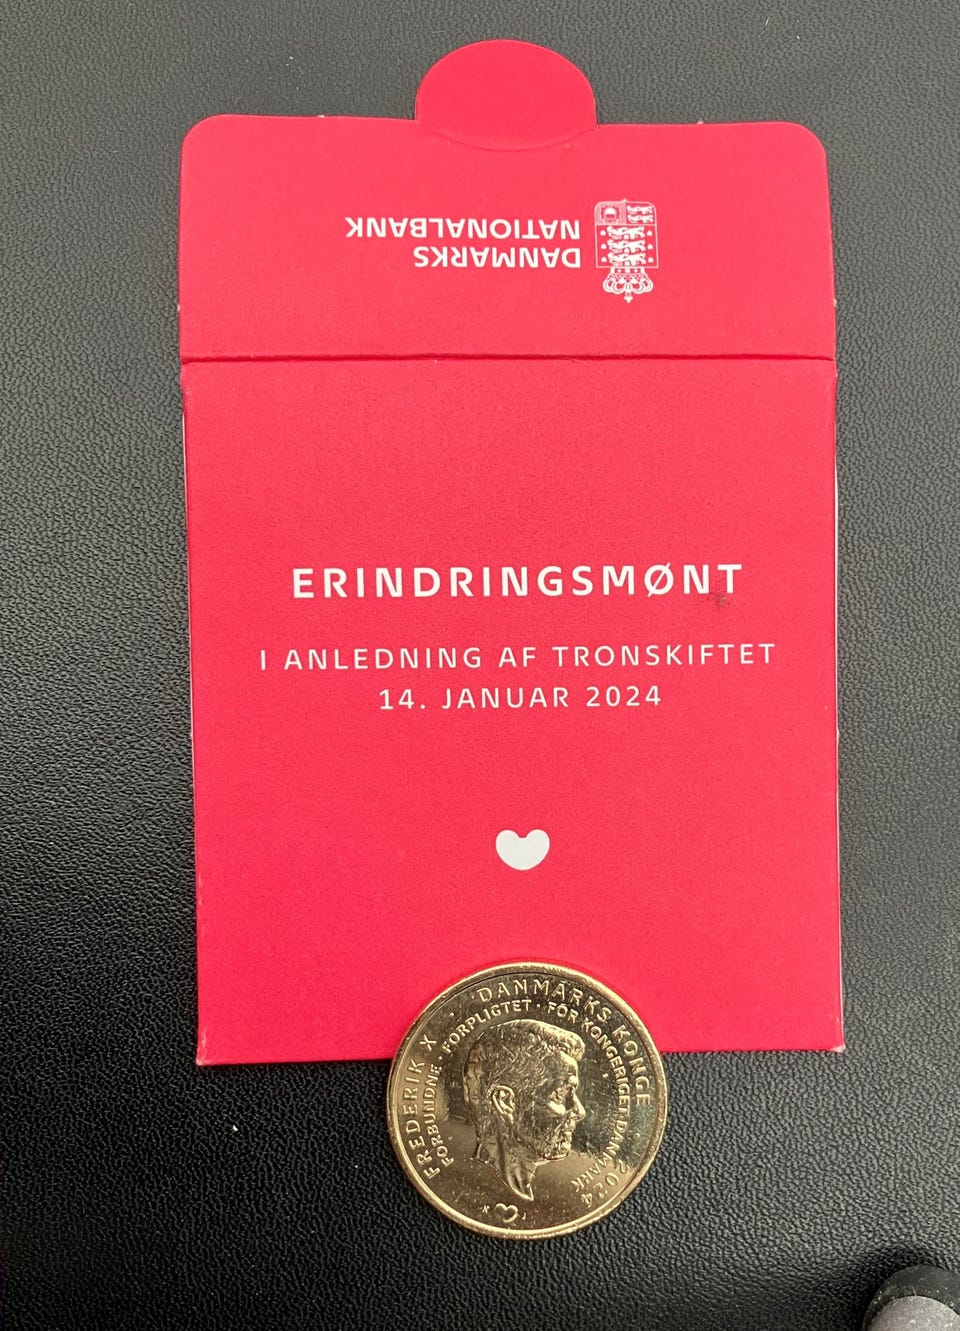 DANMARKS
NATIONALBANK
ERINDRINGSMØNT
I ANLEDNING AF TRONSKIFTET
14. JANUAR 2024
FREDERIK X · DANMARKS KONGE 2024
FORBUNDNE · FORPLIGTET · FOR KONGERIGET DANMARK